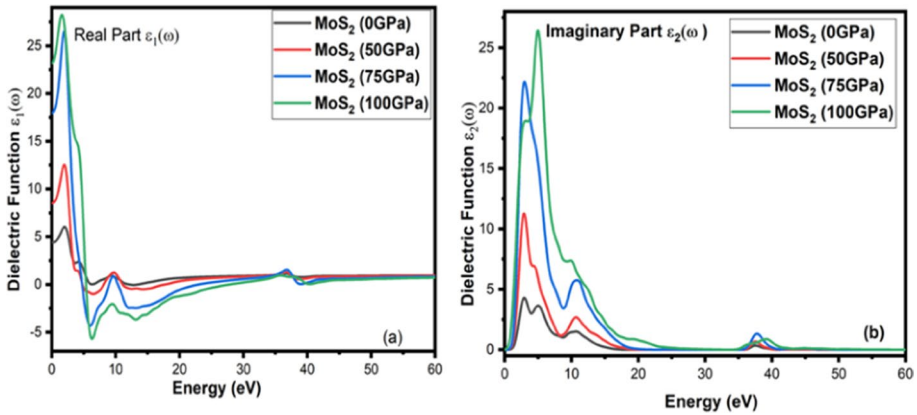 Real Part ε₁(ω)
MoS₂ (0GPa)
MoS₂ (50GPa)
MoS₂ (75GPa)
MoS₂ (100GPa)
Dielectric Function ε₁(ω)
25
20
15
10
5
0
-5
0
10
20
30
40
50
60
Energy (eV)
(a)
Imaginary Part ε₂(ω )
MoS₂ (0GPa)
MoS₂ (50GPa)
MoS₂ (75GPa)
MoS₂ (100GPa)
Dielectric Function ε₂(ω)
25
20
15
10
5
0
0
10
20
30
40
50
60
Energy (eV)
(b)